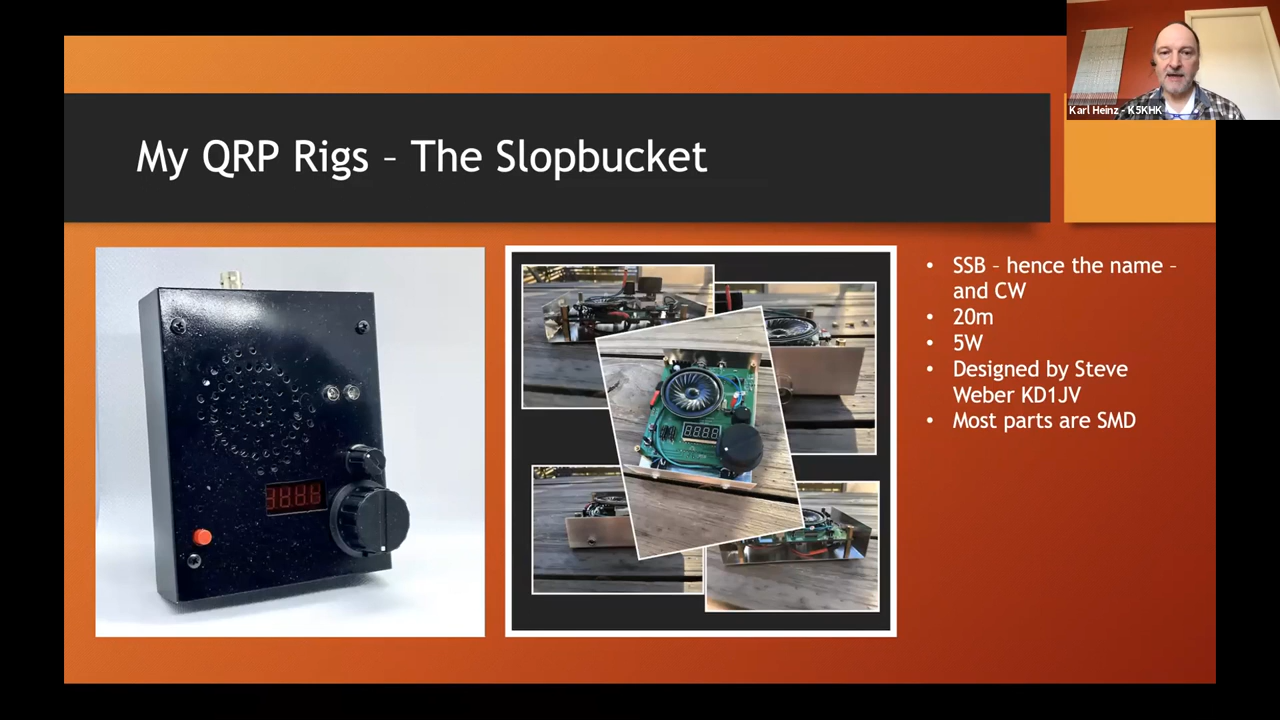 Karl Heinz - K5KHK
My QRP Rigs – The Slopbucket
• SSB – hence the name –
and CW
• 20m
• 5W
• Designed by Steve
Weber KD1JV
• Most parts are SMD